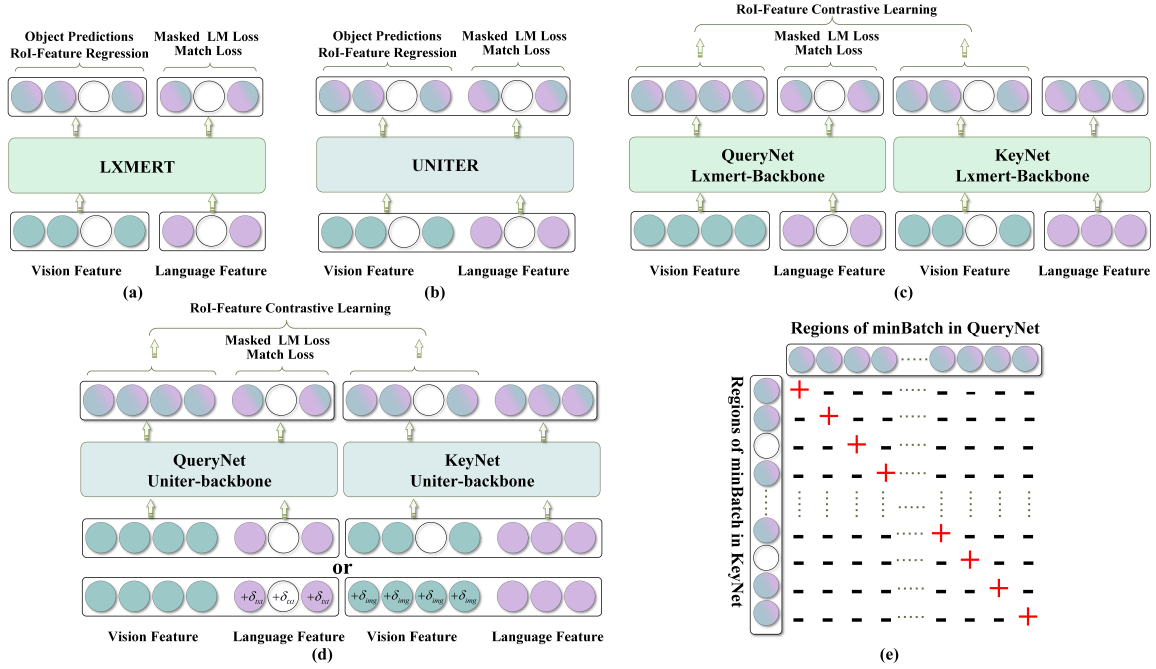 Object Predictions
RoI-Feature Regression
Masked LM Loss
Match Loss
LXMERT
Vision Feature
Language Feature
(a)
Object Predictions
RoI-Feature Regression
Masked LM Loss
Match Loss
UNITER
Vision Feature
Language Feature
(b)
RoI-Feature Contrastive Learning
Masked LM Loss
Match Loss
QueryNet
Lxmert-Backbone
KeyNet
Lxmert-Backbone
Vision Feature
Language Feature
Vision Feature
Language Feature
(c)
RoI-Feature Contrastive Learning
Masked LM Loss
Match Loss
QueryNet
Uniter-backbone
KeyNet
Uniter-backbone
or
+δtxt +δtxt +δtxt +δimg +δimg +δimg +δimg
Vision Feature
Language Feature
Vision Feature
Language Feature
(d)
Regions of minBatch in QueryNet
Regions of minBatch in KeyNet
(e)